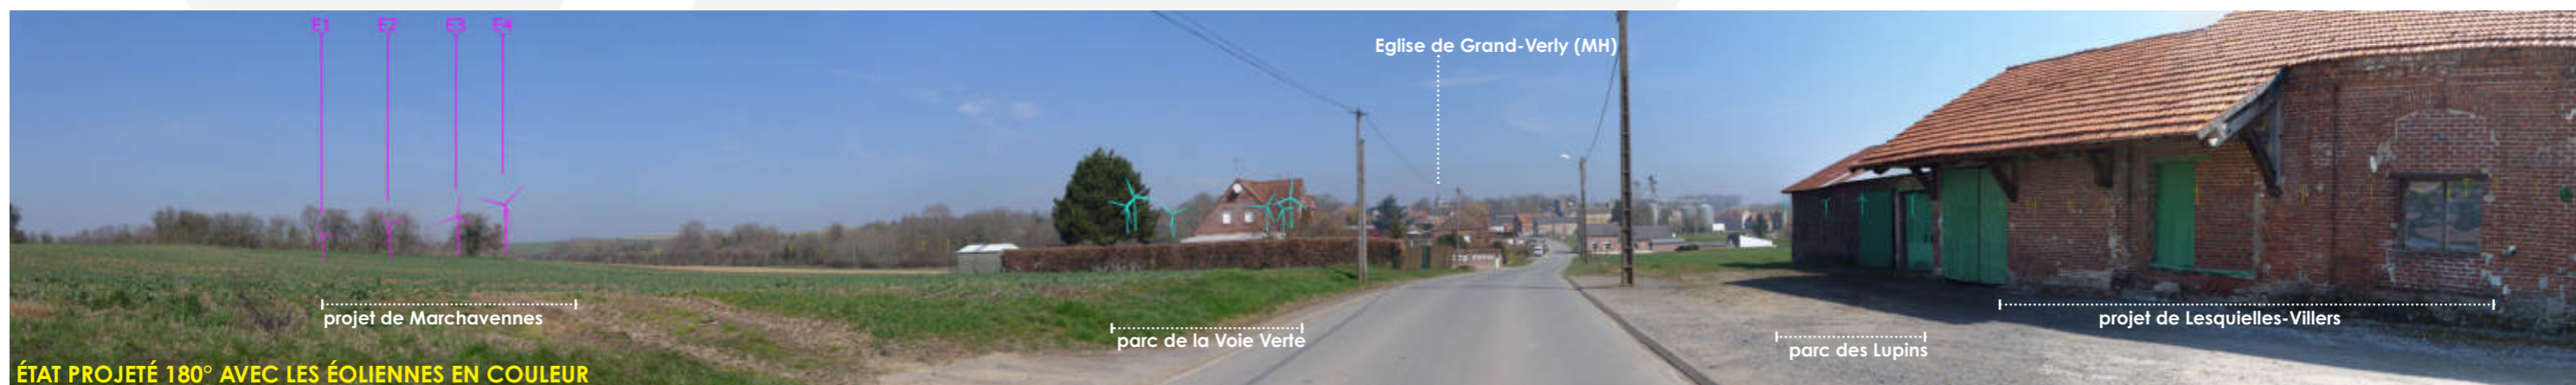 E1 E2 E3 E4
Eglise de Grand-Verly (MH)
projet de Marchavennes
parc de la Voie Verte
parc des Lupins
projet de Lesquielles-Villers
ÉTAT PROJETÉ 180° AVEC LES ÉOLIENNES EN COULEUR